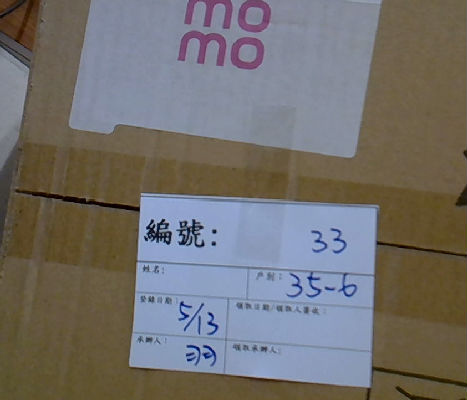 mo
mo
編號: 33
姓名:
戶別: 35-6
登錄日期: 5/13
領取日期/領取人簽收:
承辦人: 羽
領取承辦人: